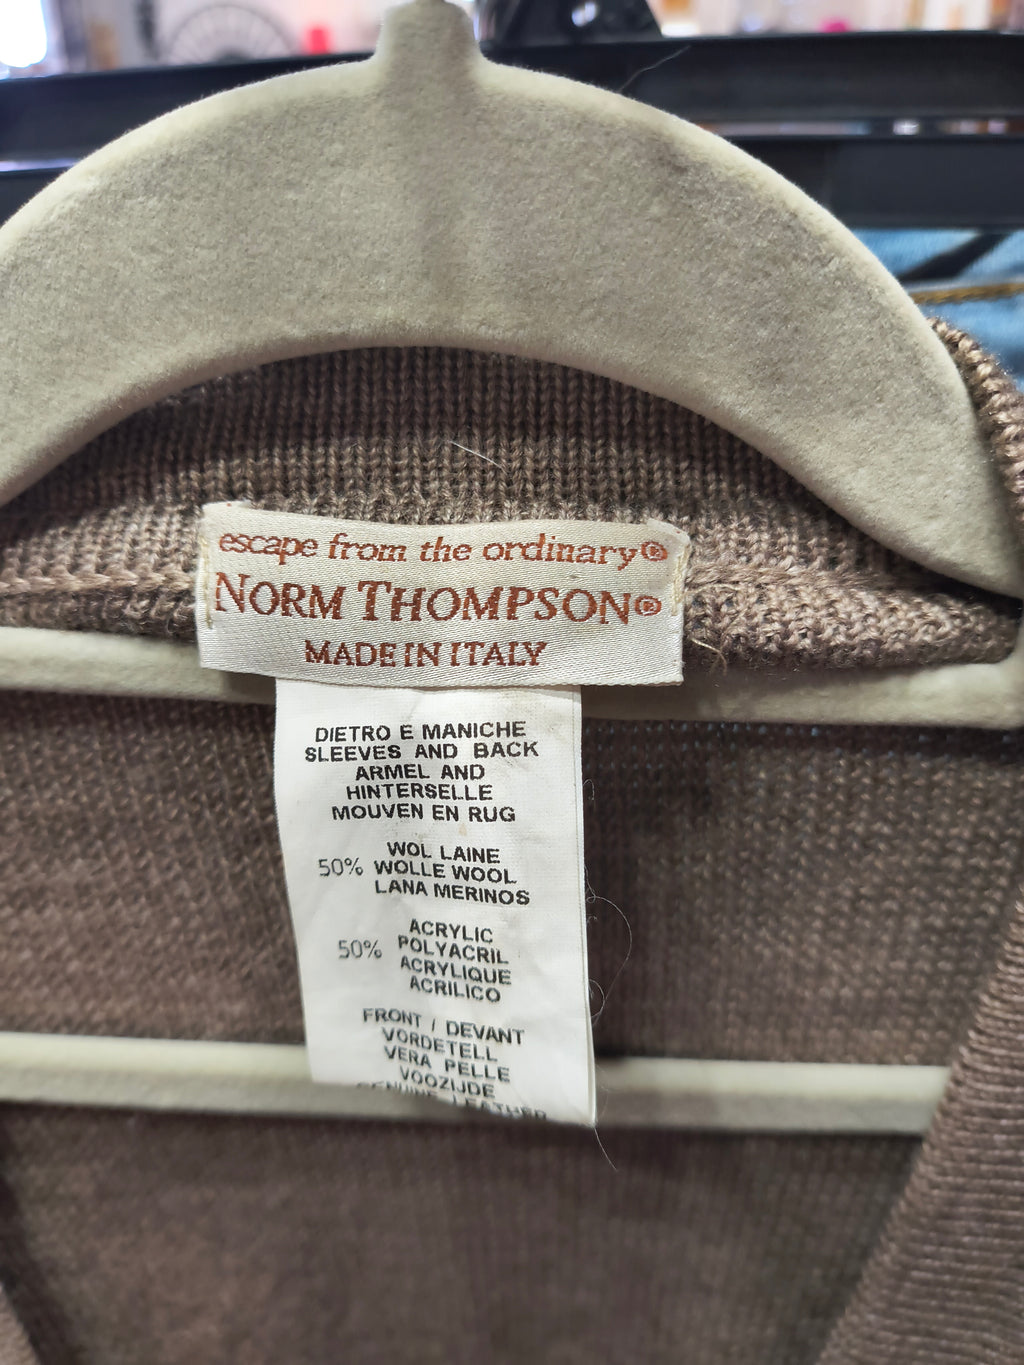 escape from the ordinary®
NORM THOMPSON®
MADE IN ITALY
DIETRO E MANICHE
SLEEVES AND BACK
ARMEL AND
HINTERSELLE
MOUVEN EN RUG
WOL LAINE
50% WOLLE WOOL
LANA MERINOS
ACRYLIC
50% POLYACRIL
ACRYLIQUE
ACRILICO
FRONT / DEVANT
VORDETELL
VERA PELLE
VOOZIJDE
GENUINE LEATHER